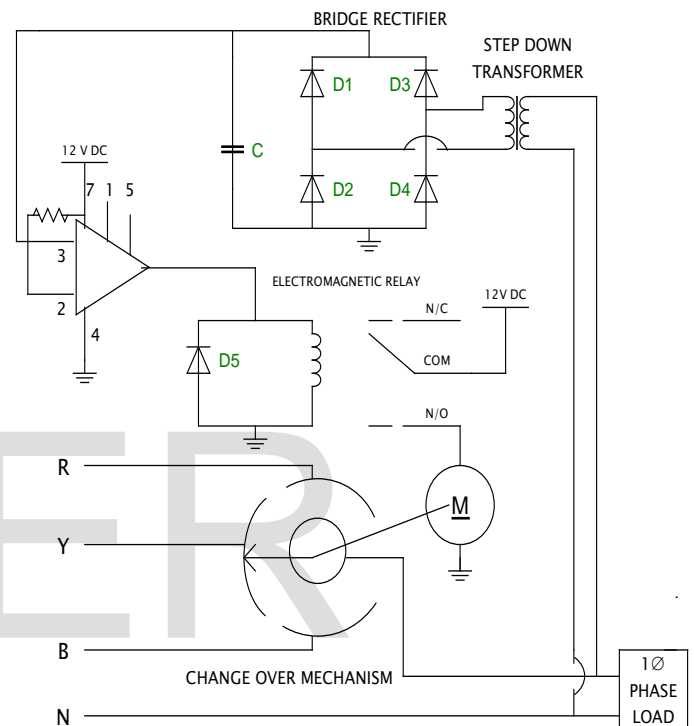 BRIDGE RECTIFIER
STEP DOWN
TRANSFORMER
D1
D3
12 V DC
C
7 1 5
D2
D4
3
2
4
ELECTROMAGNETIC RELAY
12V DC
N/C
D5
COM
N/O
R
M
Y
B
CHANGE OVER MECHANISM
N
1∅
PHASE
LOAD
ER